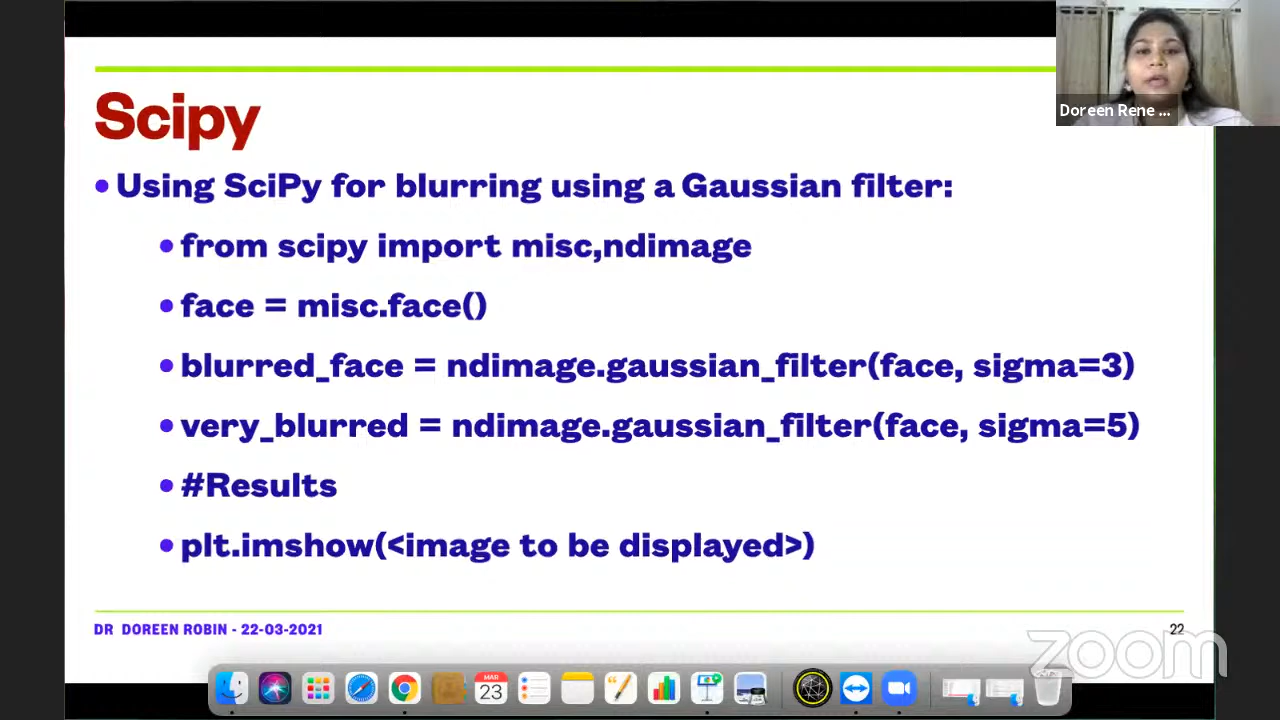 Doreen Rene ...
Scipy
• Using SciPy for blurring using a Gaussian filter:
• from scipy import misc,ndimage
• face = misc.face()
• blurred_face = ndimage.gaussian_filter(face, sigma=3)
• very_blurred = ndimage.gaussian_filter(face, sigma=5)
• #Results
• plt.imshow(<image to be displayed>)
DR DOREEN ROBIN - 22-03-2021
22
zoom
MAR
23